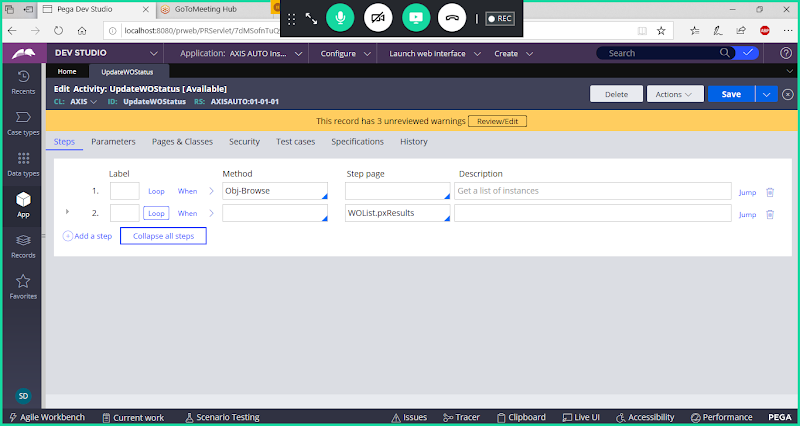 Pega Dev Studio
GoToMeeting Hub
REC
localhost:8080/prweb/PRServlet/7dMSofnTuQ
ABP
DEV STUDIO
Application: AXIS AUTO Ins...
Configure
Launch web interface
Create
Search
Recents
Case types
Data types
App
Records
Favorites
SD
Home
UpdateWOStatus
Edit Activity: UpdateWOStatus [Available]
CL: AXIS ID: UpdateWOStatus RS: AXISAUTO:01-01-01
Delete
Actions
Save
This record has 3 unreviewed warnings Review/Edit
Steps Parameters Pages & Classes Security Test cases Specifications History
Label Method Step page Description
1. Loop When Obj-Browse Get a list of instances Jump
2. Loop When WOList.pxResults Jump
Add a step Collapse all steps
Agile Workbench Current work Scenario Testing Issues Tracer Clipboard Live UI Accessibility Performance PEGA